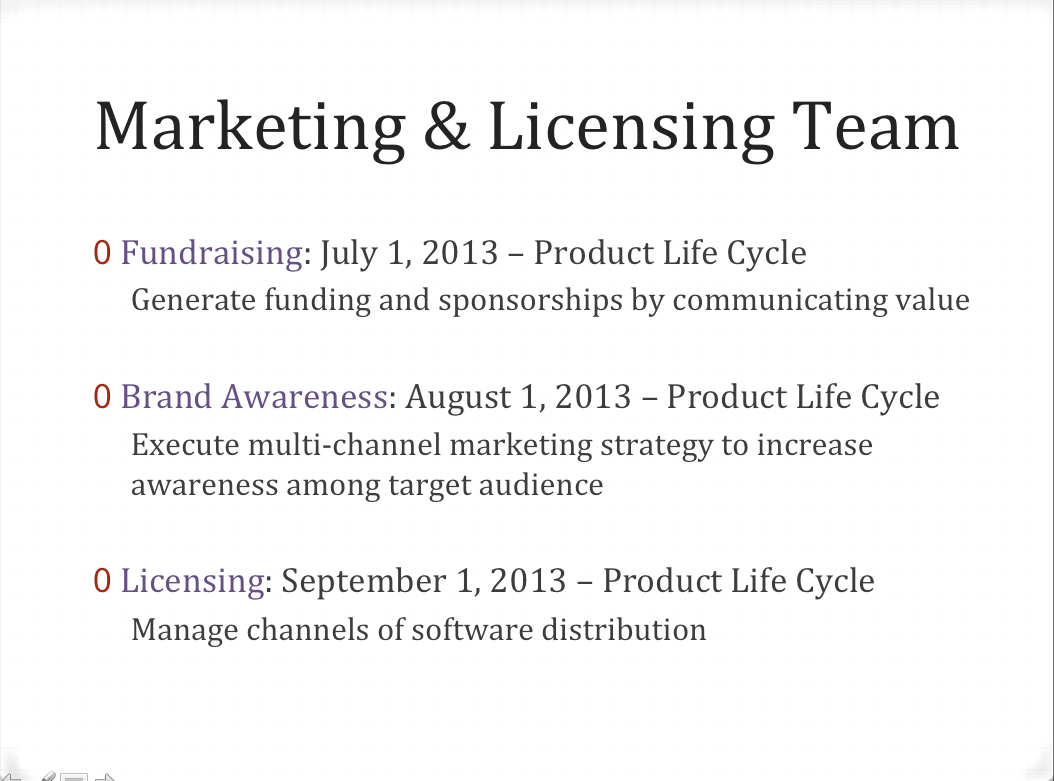 Marketing & Licensing Team
0 Fundraising: July 1, 2013 – Product Life Cycle
Generate funding and sponsorships by communicating value
0 Brand Awareness: August 1, 2013 – Product Life Cycle
Execute multi-channel marketing strategy to increase
awareness among target audience
0 Licensing: September 1, 2013 – Product Life Cycle
Manage channels of software distribution